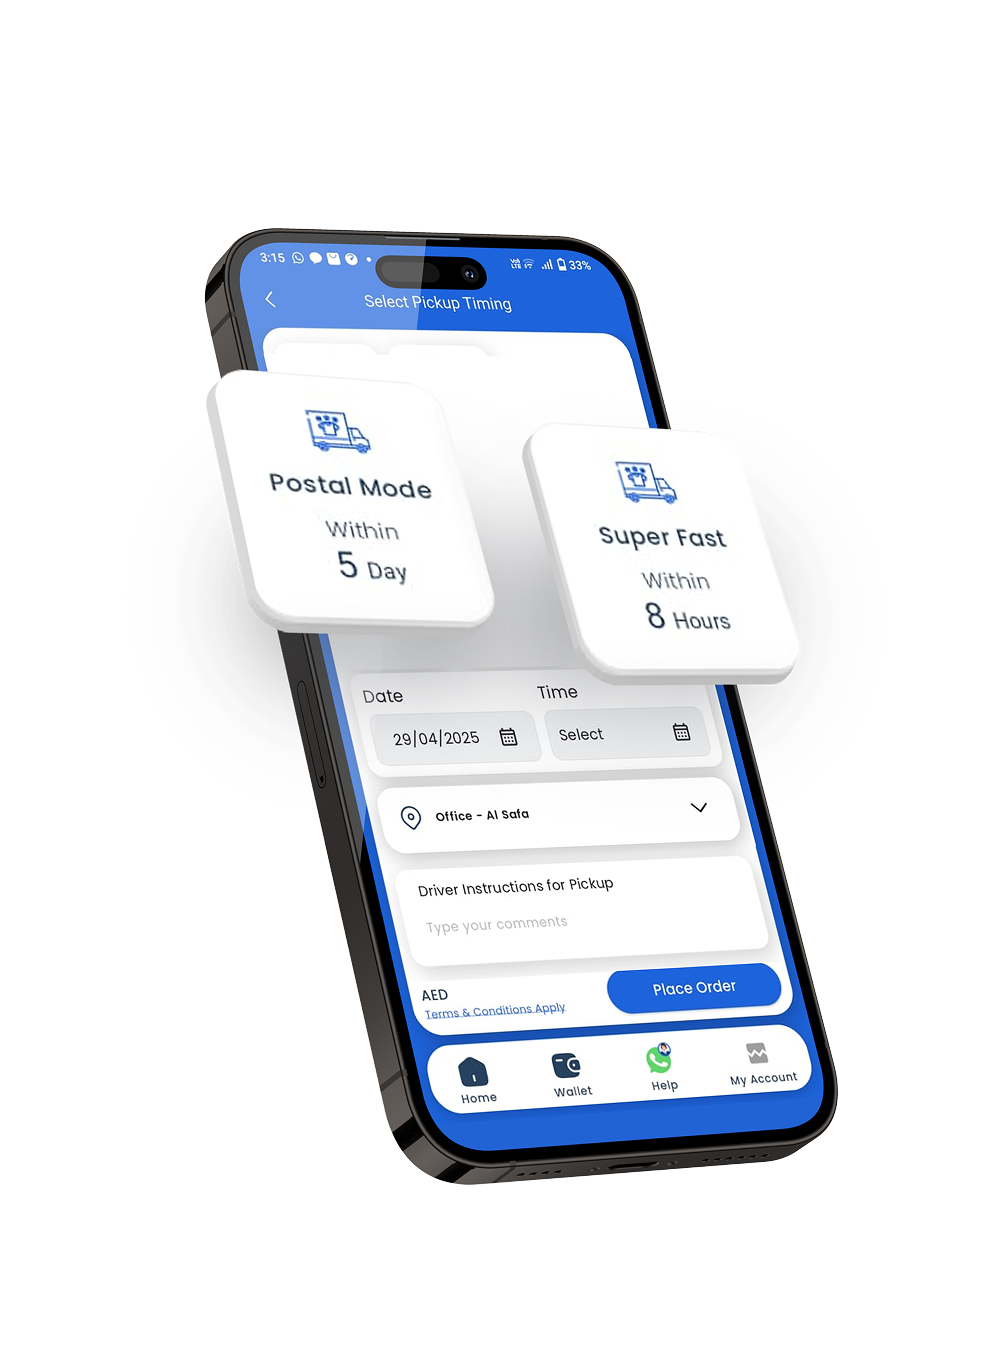 3:15
Vo)) LTE
33%
Select Pickup Timing
Postal Mode
Within
5 Day
Super Fast
Within
8 Hours
Date
Time
29/04/2025
Select
Office - Al Safa
Driver Instructions for Pickup
Type your comments
AED
Terms & Conditions Apply
Place Order
Home
Wallet
Help
My Account